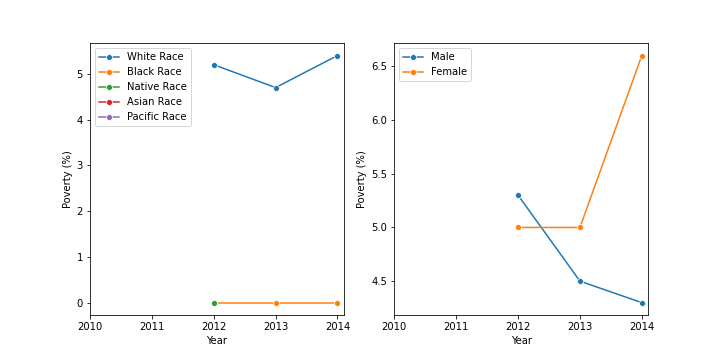 White Race
Black Race
Native Race
Asian Race
Pacific Race
5
4
3
2
1
0
Poverty (%)
2010 2011 2012 2013 2014
Year
Male
Female
6.5
6.0
5.5
5.0
4.5
Poverty (%)
2010 2011 2012 2013 2014
Year